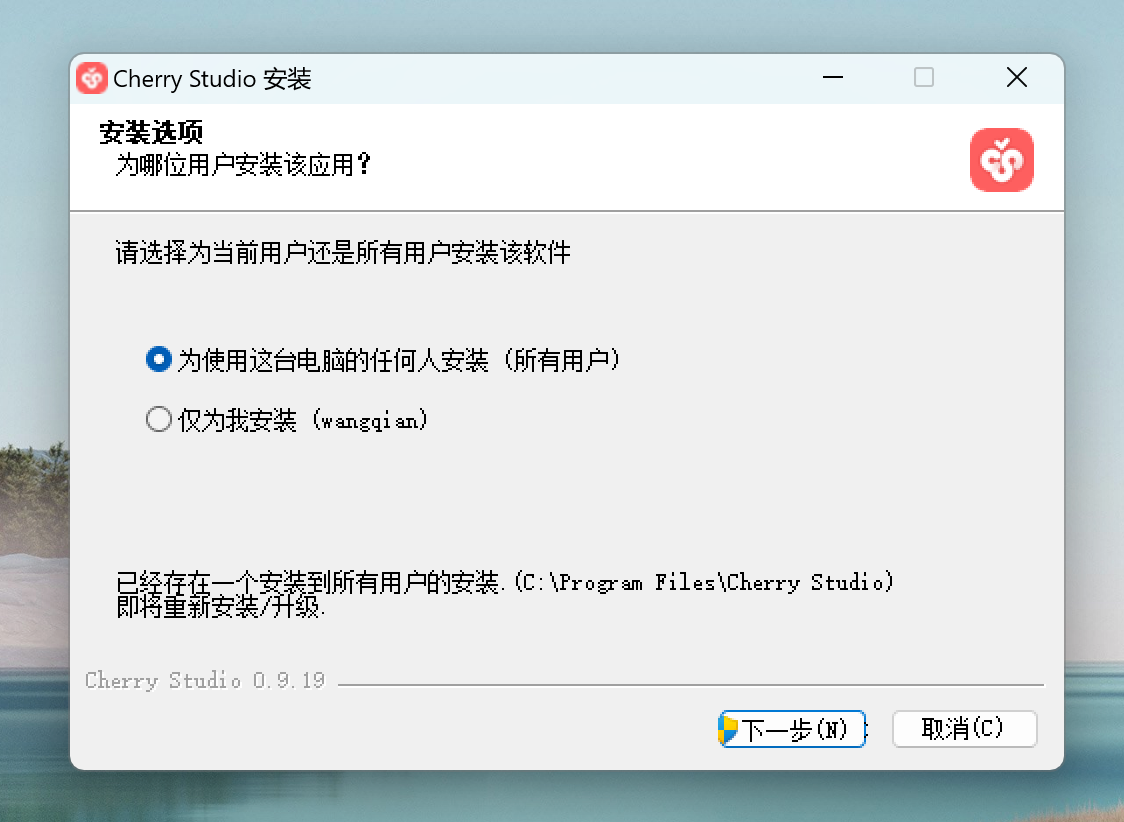 Cherry Studio 安装
安装选项
为哪位用户安装该应用？
请选择为当前用户还是所有用户安装该软件
为使用这台电脑的任何人安装（所有用户）
仅为我安装（wangqian）
已经存在一个安装到所有用户的安装.(C:\Program Files\Cherry Studio)
即将重新安装/升级.
Cherry Studio 0.9.19
下一步(N)
取消(C)